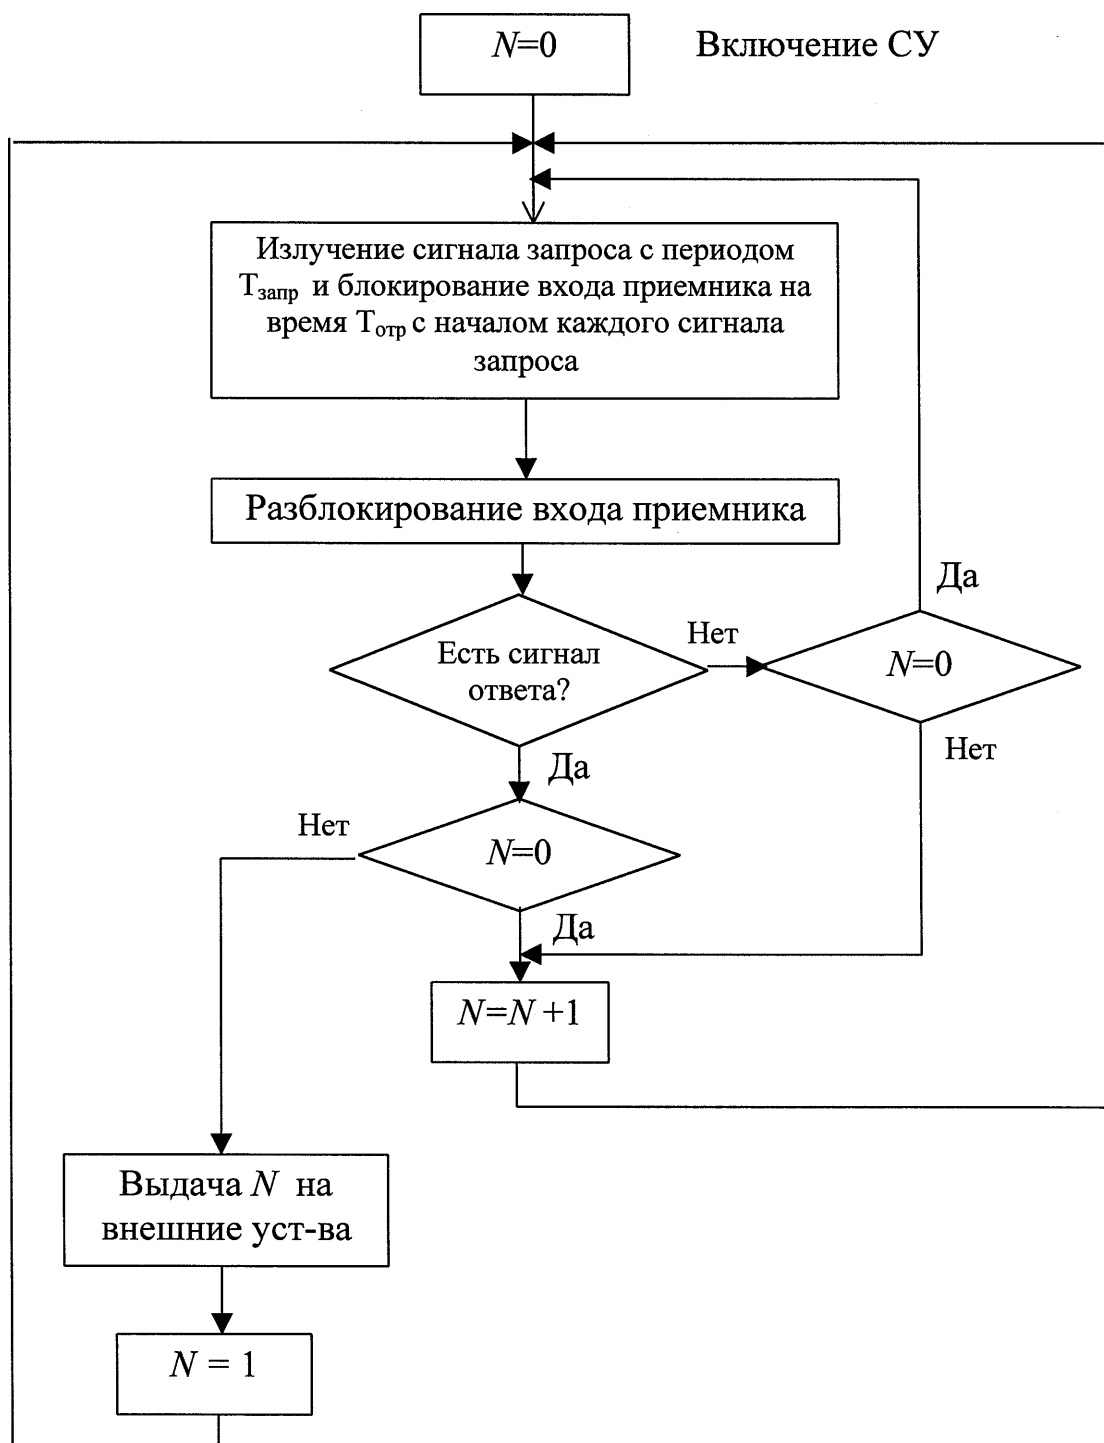 N=0
Включение СУ
Излучение сигнала запроса с периодом
Tзапр и блокирование входа приемника на
время Tотр с началом каждого сигнала
запроса
Разблокирование входа приемника
Да
Нет
Есть сигнал
ответа?
N=0
Нет
Да
Нет
N=0
Да
N=N +1
Выдача N на
внешние уст-ва
N = 1